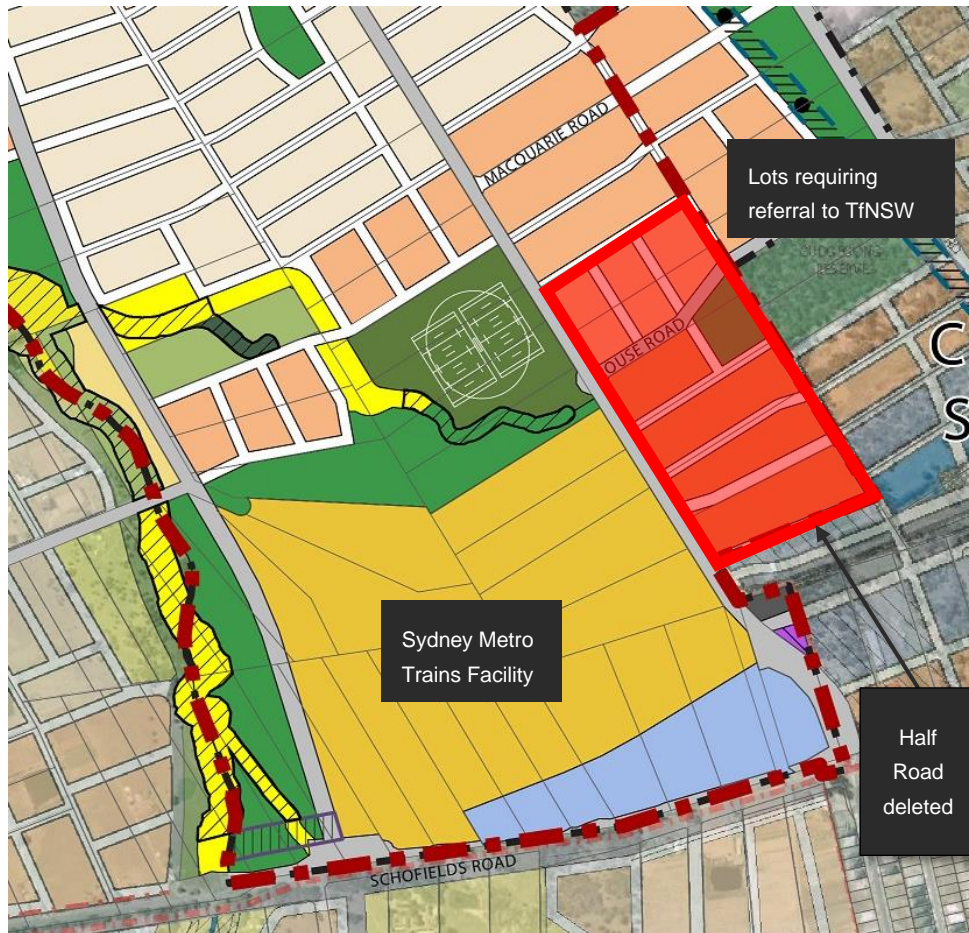 MACQUARIE ROAD
Lots requiring
referral to TfNSW
OUSE ROAD
C
S
Sydney Metro
Trains Facility
Half
Road
deleted
SCHOFIELDS ROAD